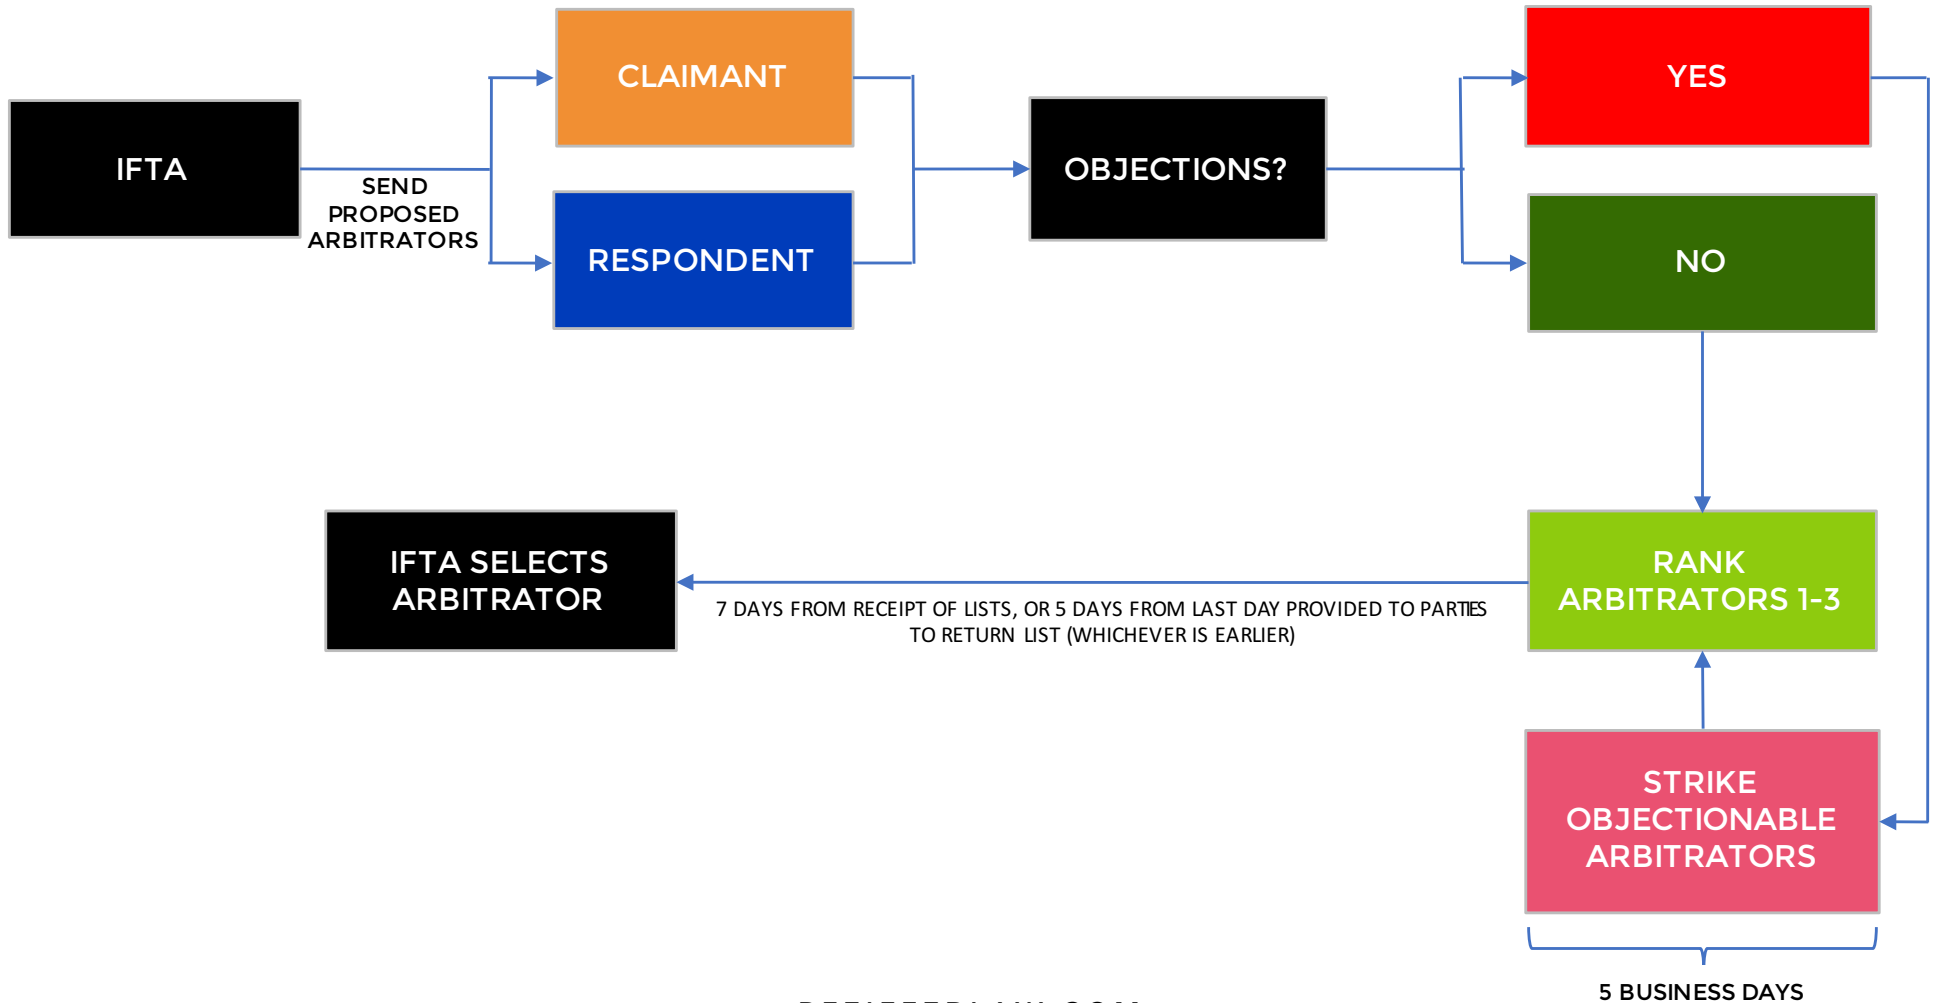 CLAIMANT
YES
IFTA
SEND
PROPOSED
ARBITRATORS
OBJECTIONS?
RESPONDENT
NO
IFTA SELECTS
ARBITRATOR
7 DAYS FROM RECEIPT OF LISTS, OR 5 DAYS FROM LAST DAY PROVIDED TO PARTIES
TO RETURN LIST (WHICHEVER IS EARLIER)
RANK
ARBITRATORS 1-3
STRIKE
OBJECTIONABLE
ARBITRATORS
5 BUSINESS DAYS